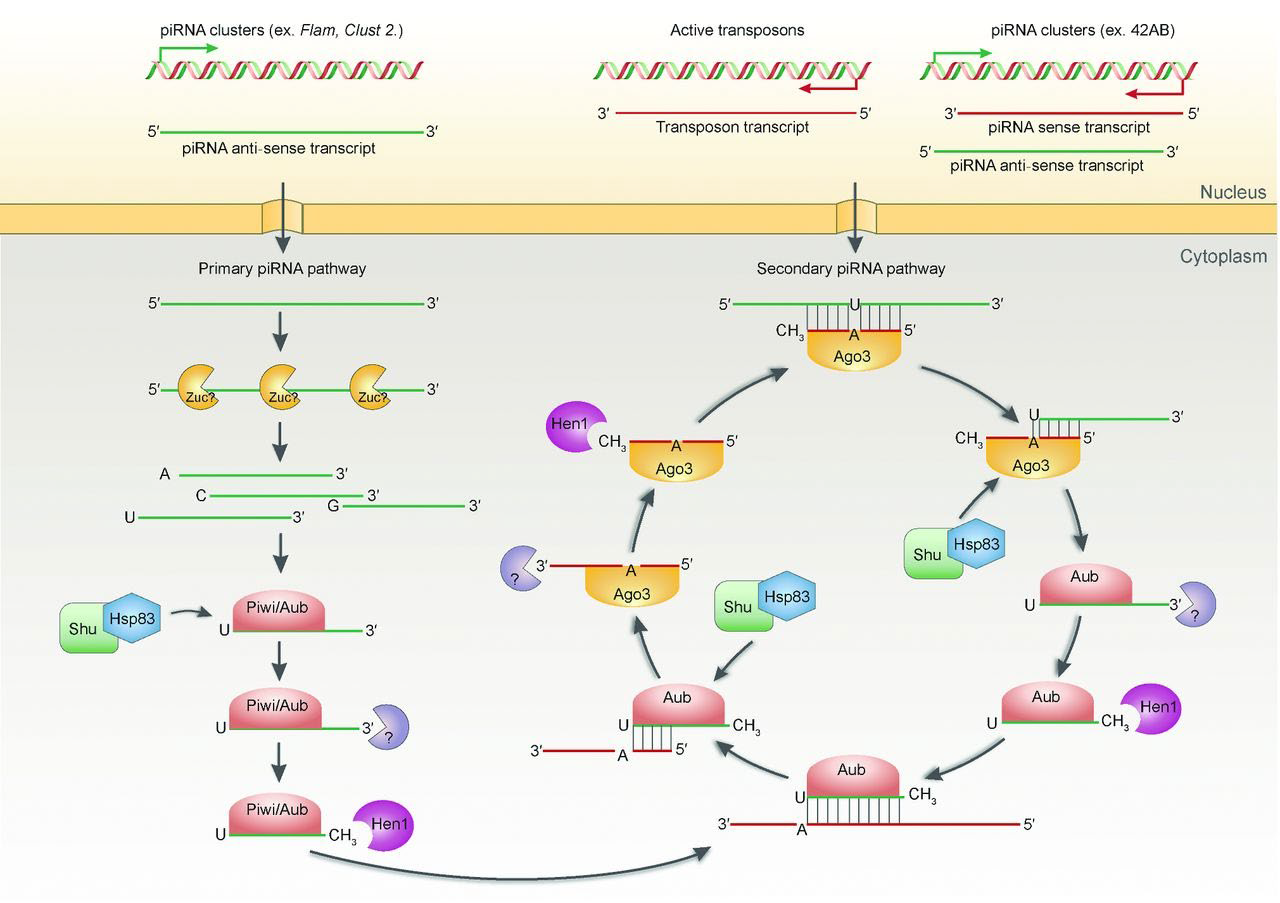 piRNA clusters (ex. Flam, Clust 2.)
5′ 3′
piRNA anti-sense transcript
Active transposons
3′ 5′
Transposon transcript
piRNA clusters (ex. 42AB)
3′ 5′
piRNA sense transcript
5′ 3′
piRNA anti-sense transcript
Nucleus
Cytoplasm
Primary piRNA pathway
5′ 3′
5′ Zuc? Zuc? Zuc? 3′
A 3′
C 3′
G 3′
U 3′
Shu Hsp83
Piwi/Aub
U 3′
Piwi/Aub
U 3′ ?
Piwi/Aub
U CH3 Hen1
Secondary piRNA pathway
5′ U 3′
CH3 A 5′
Ago3
U 3′
CH3 A 5′
Ago3
Shu Hsp83
Aub
U 3′ ?
Aub
U CH3 Hen1
Aub
U CH3
3′ A 5′
Aub
U CH3
3′ A 5′
Shu Hsp83
? 3′ A 5′
Ago3
Hen1 CH3 A 5′
Ago3